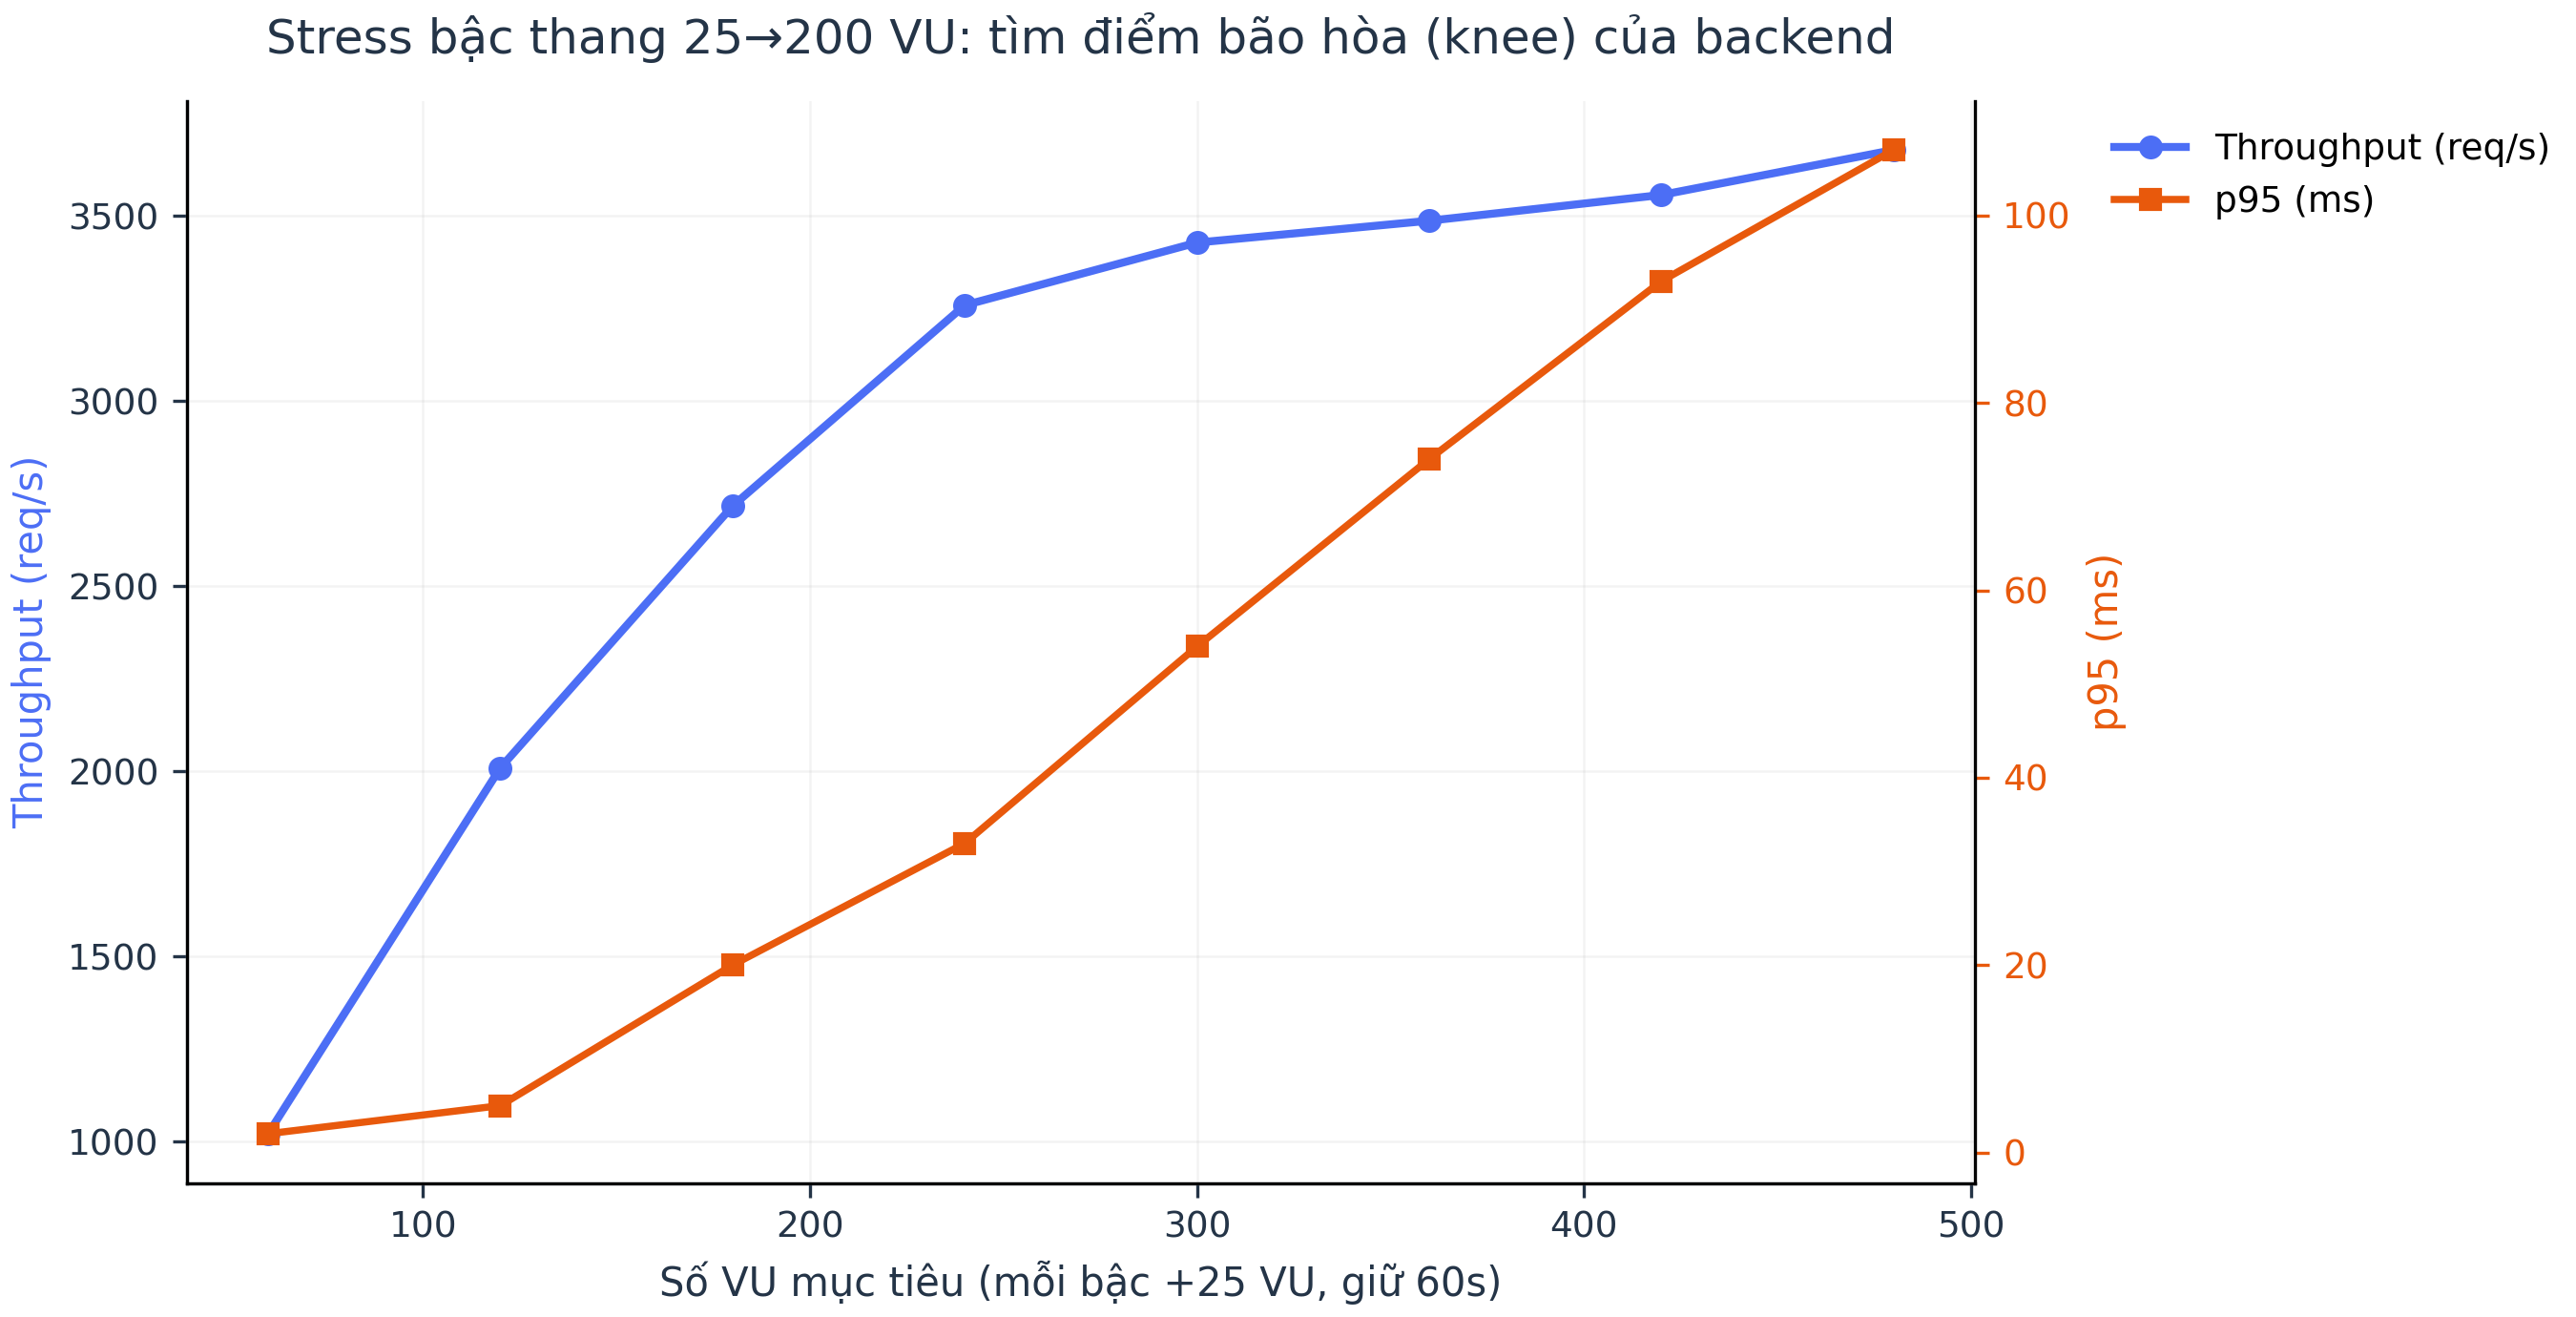 Stress bậc thang 25→200 VU: tìm điểm bão hòa (knee) của backend
Throughput (req/s)
p95 (ms)
3500
3000
2500
2000
1500
1000
Throughput (req/s)
100
80
60
40
20
0
p95 (ms)
100 200 300 400 500
Số VU mục tiêu (mỗi bậc +25 VU, giữ 60s)